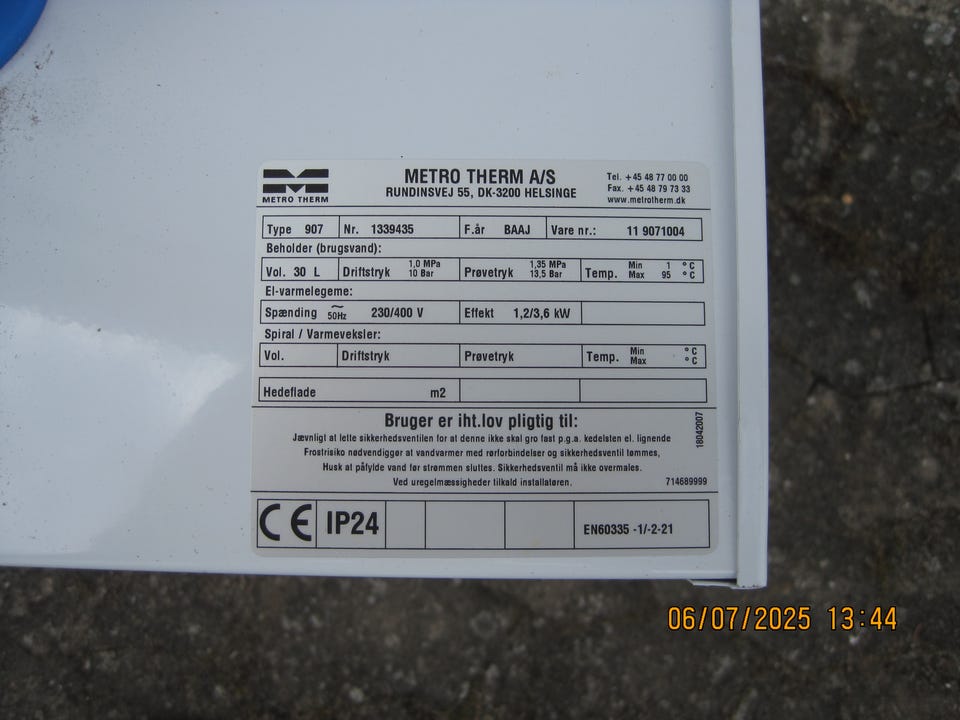 METRO THERM
METRO THERM A/S
RUNDINSVEJ 55, DK-3200 HELSINGE
Tel. +45 48 77 00 00
Fax. +45 48 79 73 33
www.metrotherm.dk
Type 907 Nr. 1339435 F.år BAAJ Vare nr.: 11 9071004
Beholder (brugsvand):
Vol. 30 L Driftstryk 1,0 MPa 10 Bar Prøvetryk 1,35 MPa 13,5 Bar Temp. Min 1 °C Max 95 °C
El-varmelegeme:
Spænding ~ 50Hz 230/400 V Effekt 1,2/3,6 kW
Spiral / Varmeveksler:
Vol. Driftstryk Prøvetryk Temp. Min °C Max °C
Hedeflade m2
Bruger er iht.lov pligtig til:
Jævnligt at lette sikkerhedsventilen for at denne ikke skal gro fast p.g.a. kedelsten el. lignende
Frostrisiko nødvendiggør at vandvarmer med rørforbindelser og sikkerhedsventil tømmes,
Husk at påfylde vand før strømmen sluttes. Sikkerhedsventil må ikke overmales.
Ved uregelmæssigheder tilkald installatøren.
18042007
714689999
CE IP24 EN60335 -1/-2-21
06/07/2025 13:44